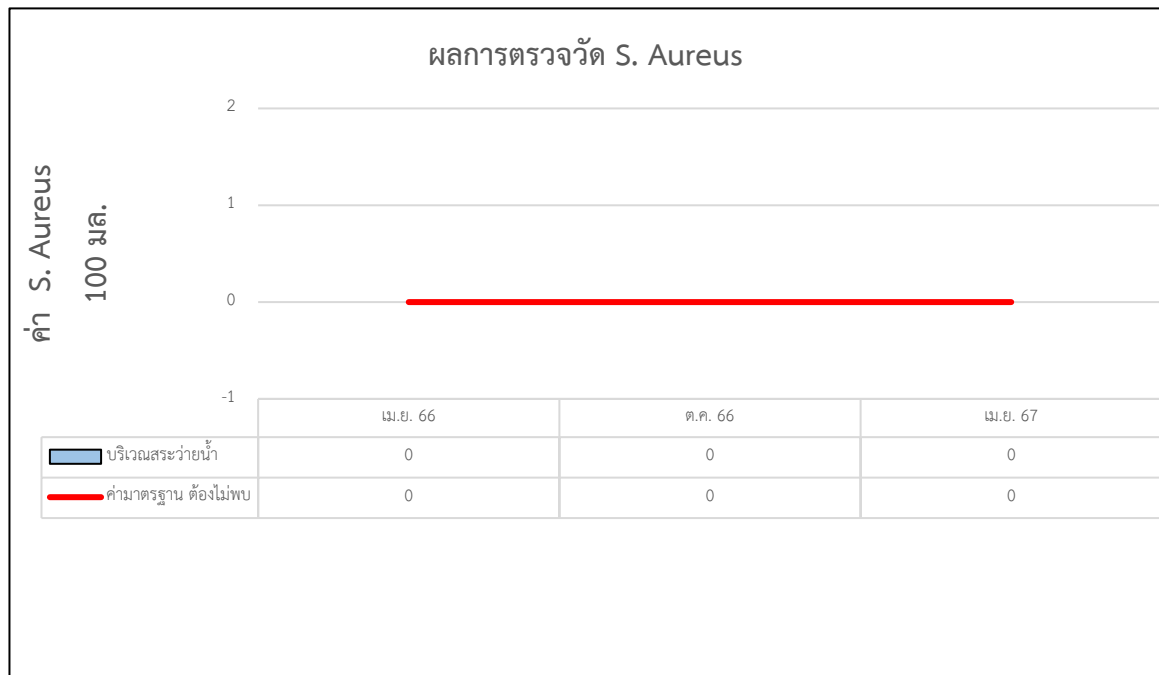 ผลการตรวจวัด S. Aureus
ค่า S. Aureus
100 มล.
2
1
0
-1
เม.ย. 66 ต.ค. 66 เม.ย. 67
บริเวณสระว่ายน้ำ 0 0 0
ค่ามาตรฐาน ต้องไม่พบ 0 0 0